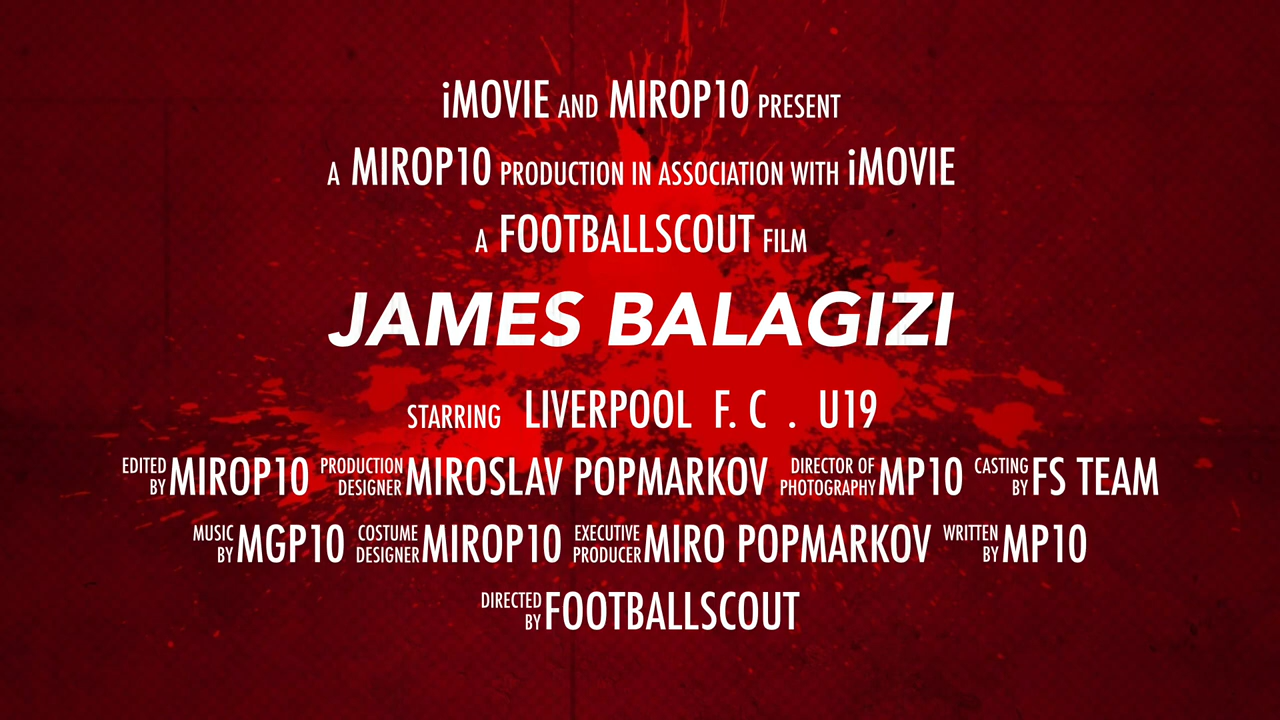 iMOVIE AND MIROP10 PRESENT
A MIROP10 PRODUCTION IN ASSOCIATION WITH iMOVIE
A FOOTBALLSCOUT FILM
JAMES BALAGIZI
STARRING LIVERPOOL F. C . U19
EDITED BY MIROP10 PRODUCTION DESIGNER MIROSLAV POPMARKOV DIRECTOR OF PHOTOGRAPHY MP10 CASTING BY FS TEAM
MUSIC BY MGP10 COSTUME DESIGNER MIROP10 EXECUTIVE PRODUCER MIRO POPMARKOV WRITTEN BY MP10
DIRECTED BY FOOTBALLSCOUT